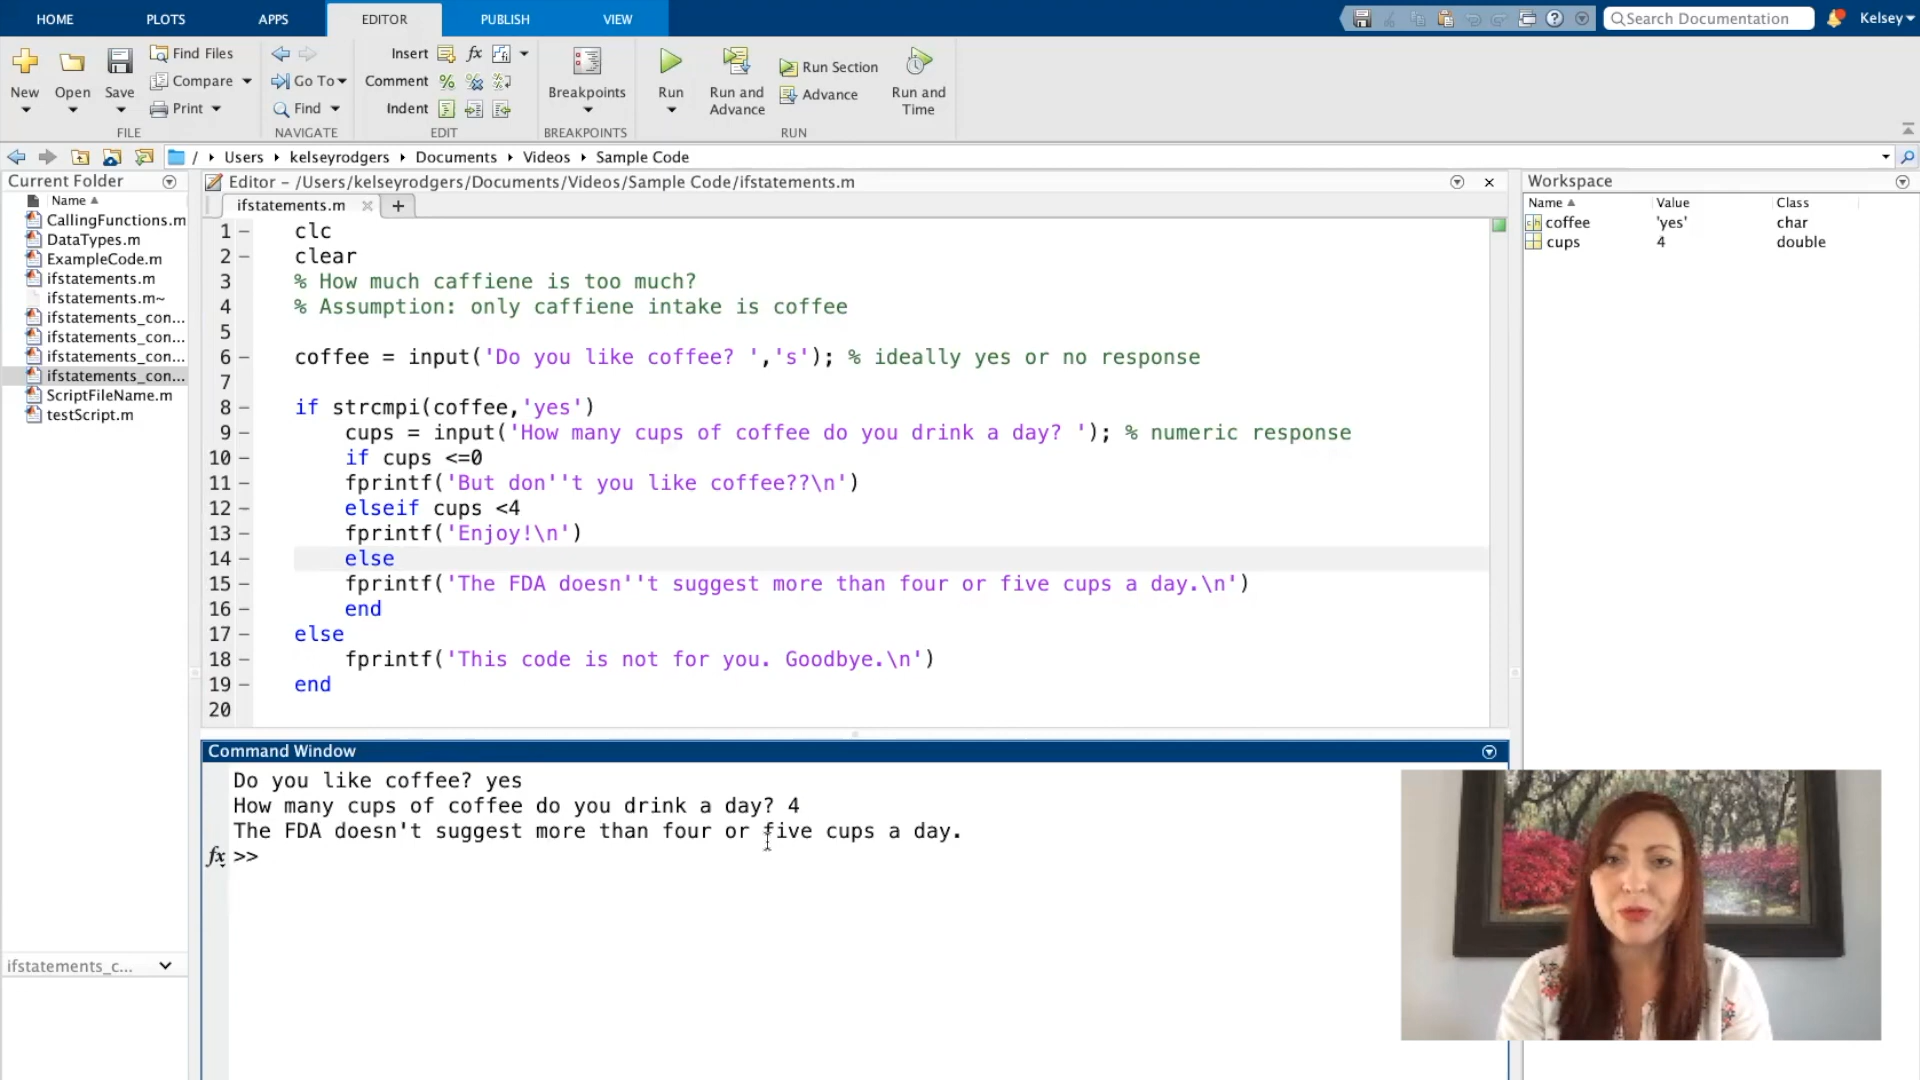 HOME PLOTS APPS EDITOR PUBLISH VIEW
Search Documentation
Kelsey
New
Open
Save
Find Files
Compare
Print
FILE
Go To
Find
NAVIGATE
Insert fx
Comment % %
Indent
EDIT
Breakpoints
BREAKPOINTS
Run
Run and
Advance
Run Section
Advance
Run and
Time
RUN
/ Users kelseyrodgers Documents Videos Sample Code
Current Folder
Name
CallingFunctions.m
DataTypes.m
ExampleCode.m
ifstatements.m
ifstatements.m~
ifstatements_con...
ifstatements_con...
ifstatements_con...
ifstatements_con...
ScriptFileName.m
testScript.m
ifstatements_c...
Editor – /Users/kelseyrodgers/Documents/Videos/Sample Code/ifstatements.m
ifstatements.m
1 – clc
2 – clear
3 % How much caffiene is too much?
4 % Assumption: only caffiene intake is coffee
5
6 – coffee = input('Do you like coffee? ','s'); % ideally yes or no response
7
8 – if strcmpi(coffee,'yes')
9 – cups = input('How many cups of coffee do you drink a day? '); % numeric response
10 – if cups <=0
11 – fprintf('But don''t you like coffee??\n')
12 – elseif cups <4
13 – fprintf('Enjoy!\n')
14 – else
15 – fprintf('The FDA doesn''t suggest more than four or five cups a day.\n')
16 – end
17 – else
18 – fprintf('This code is not for you. Goodbye.\n')
19 – end
20
Command Window
Do you like coffee? yes
How many cups of coffee do you drink a day? 4
The FDA doesn't suggest more than four or five cups a day.
fx >>
Workspace
Name Value Class
coffee 'yes' char
cups 4 double